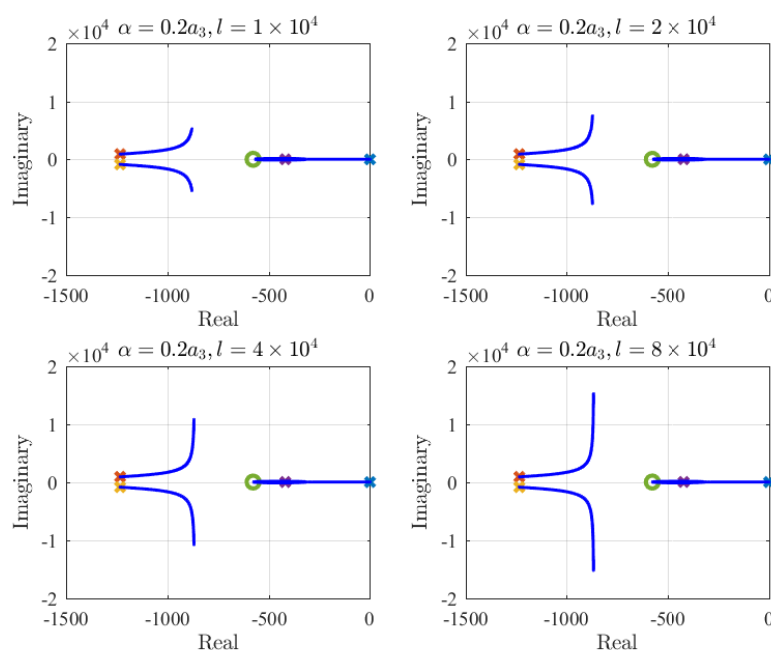 ×10⁴ α = 0.2a₃, l = 1 × 10⁴
2
1
0
-1
-2
Imaginary
-1500 -1000 -500 0
Real
×10⁴ α = 0.2a₃, l = 2 × 10⁴
2
1
0
-1
-2
Imaginary
-1500 -1000 -500 0
Real
×10⁴ α = 0.2a₃, l = 4 × 10⁴
2
1
0
-1
-2
Imaginary
-1500 -1000 -500 0
Real
×10⁴ α = 0.2a₃, l = 8 × 10⁴
2
1
0
-1
-2
Imaginary
-1500 -1000 -500 0
Real